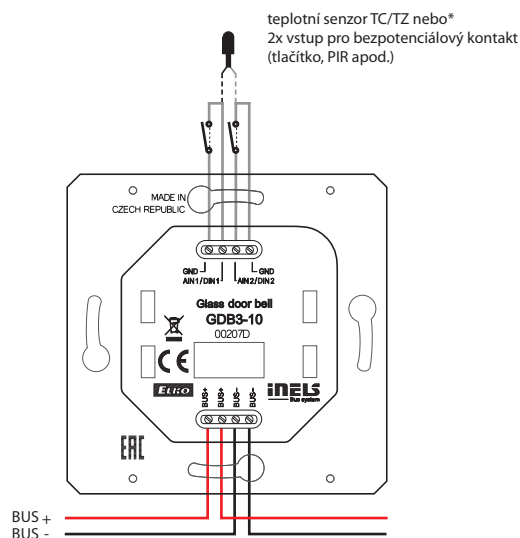 teplotní senzor TC/TZ nebo*
2x vstup pro bezpotenciálový kontakt
(tlačítko, PIR apod.)
MADE IN
CZECH REPUBLIC
GND
GND
AIN1/DIN1
AIN2/DIN2
Glass door bell
GDB3-10
00207D
CE
ELKO
BUS+
BUS+
BUS-
BUS-
iNELS
Bus system
EAC
BUS +
BUS -